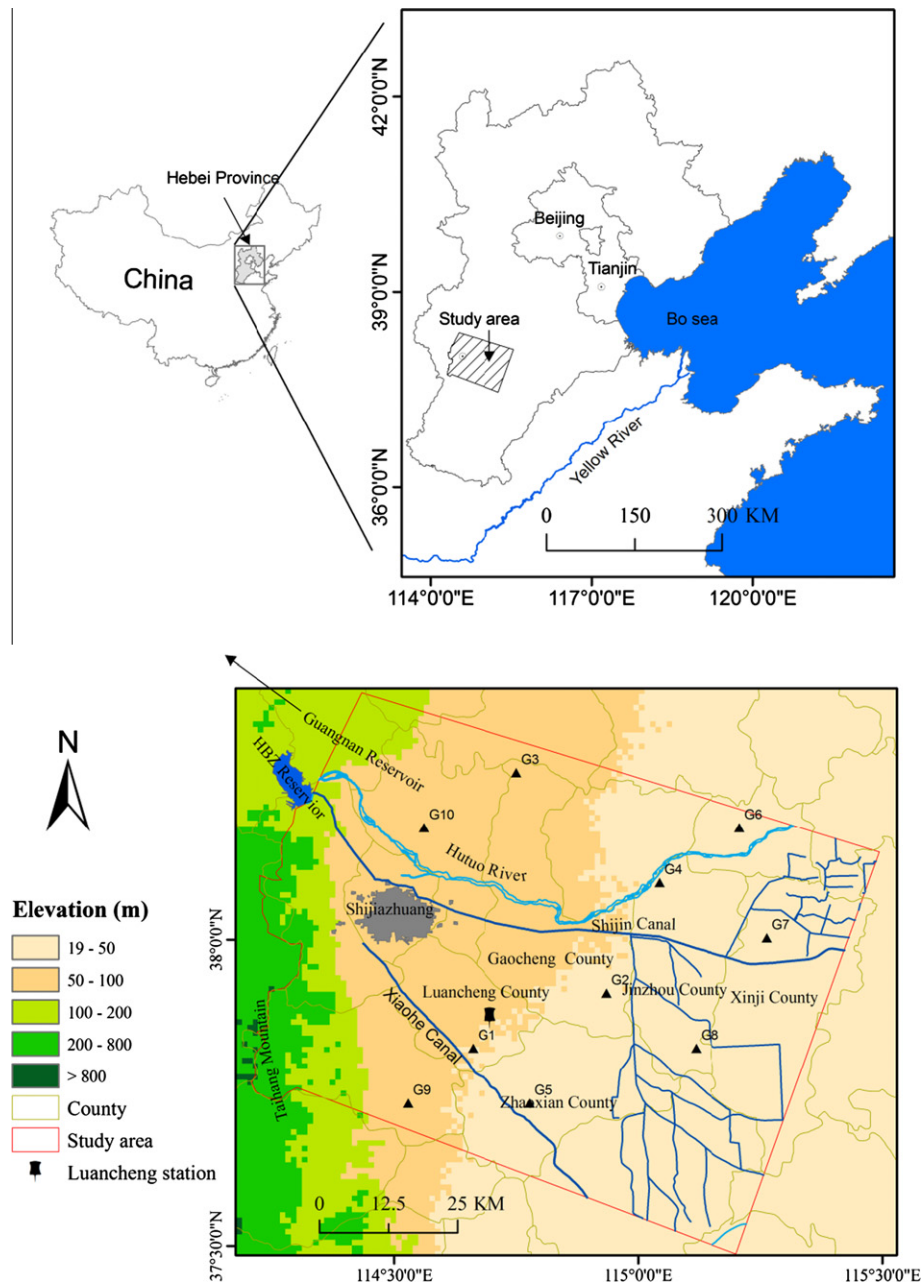 Hebei Province
China
42°0'0"N
39°0'0"N
36°0'0"N
Beijing
Tianjin
Study area
Bo sea
Yellow River
0 150 300 KM
114°0'0"E 117°0'0"E 120°0'0"E
N
Guangnan Reservoir
HBZ Reservior
G3
G10
G6
Hutuo River
G4
Shijiazhuang
Shijin Canal
G7
Gaocheng County
G2
Jinzhou County
Xinji County
Luancheng County
Xiaohe Canal
G1
G8
Taihang Mountain
G9
G5
Zhaoxian County
Elevation (m)
19 - 50
50 - 100
100 - 200
200 - 800
> 800
County
Study area
Luancheng station
0 12.5 25 KM
38°0'0"N
37°30'0"N
114°30'0"E 115°0'0"E 115°30'0"E